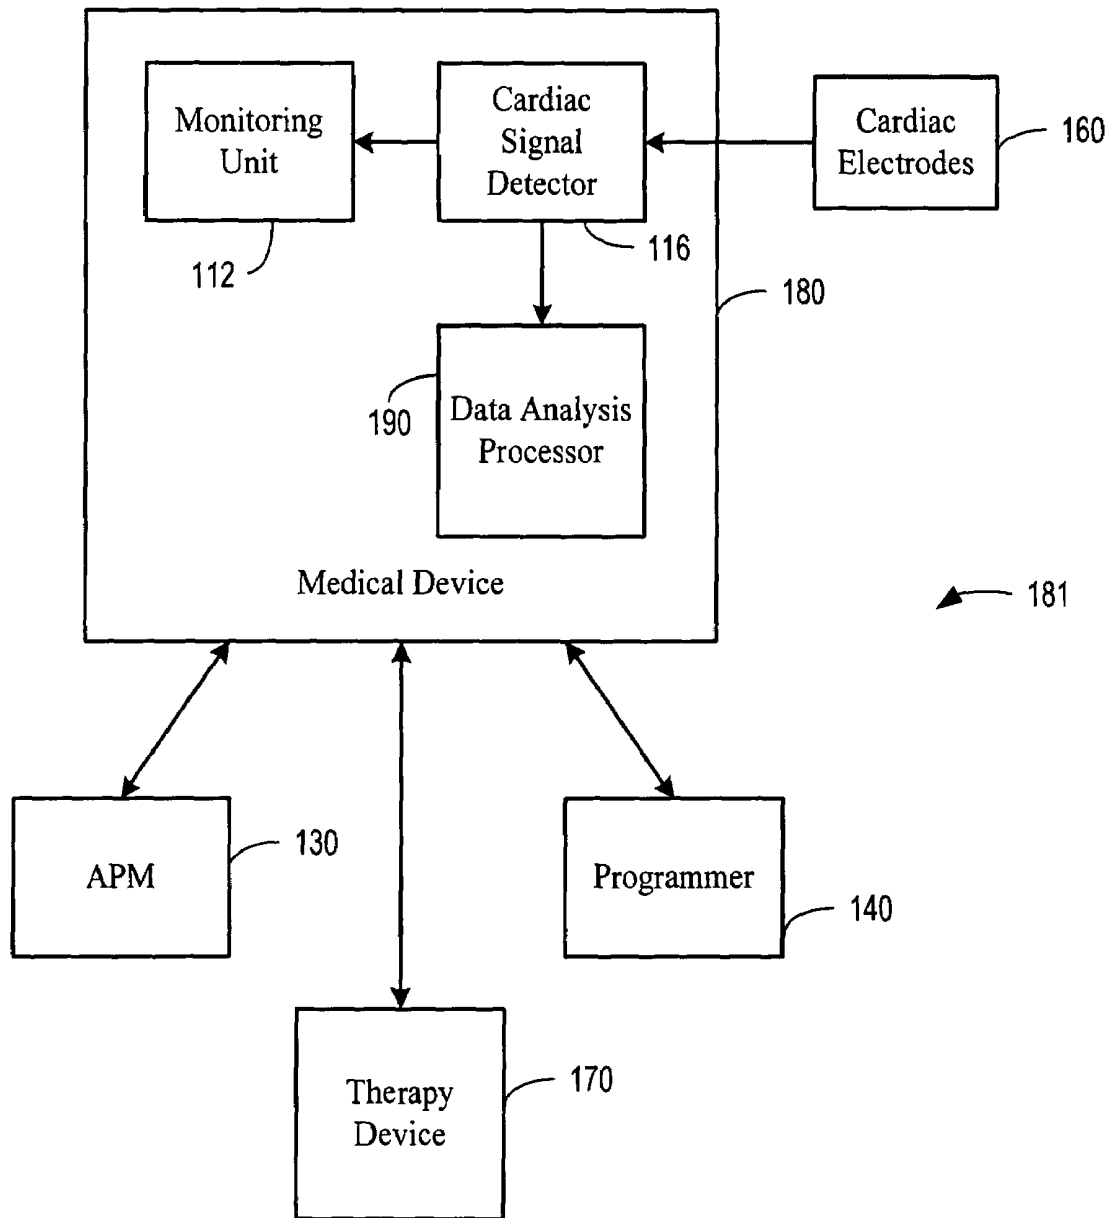 Monitoring
Unit
Cardiac
Signal
Detector
Cardiac
Electrodes
160
112
116
180
190
Data Analysis
Processor
Medical Device
181
APM
130
Programmer
140
Therapy
Device
170